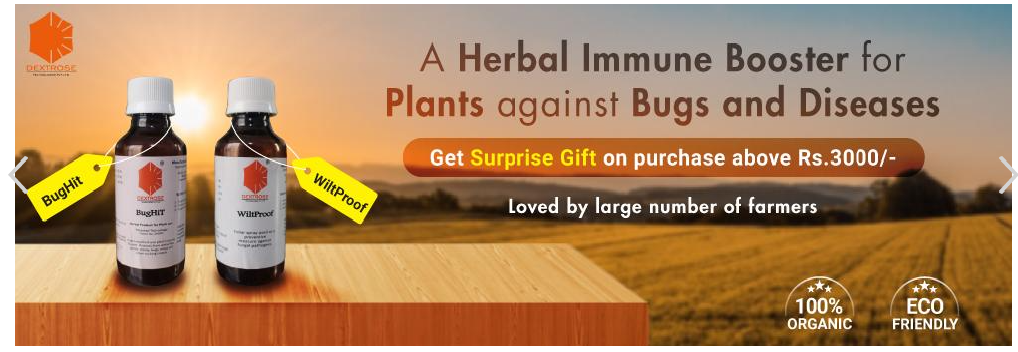 DEXTROSE
A Herbal Immune Booster for
Plants against Bugs and Diseases
Get Surprise Gift on purchase above Rs.3000/-
Loved by large number of farmers
BugHit
WiltProof
DEXTROSE
BugHiT
DEXTROSE
WiltProof
100%
ORGANIC
ECO
FRIENDLY